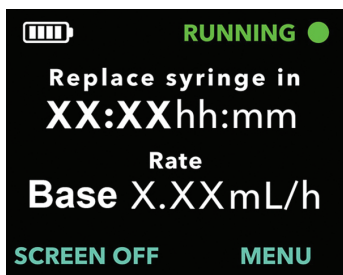 RUNNING
Replace syringe in
XX:XXhh:mm
Rate
Base X.XXmL/h
SCREEN OFF MENU